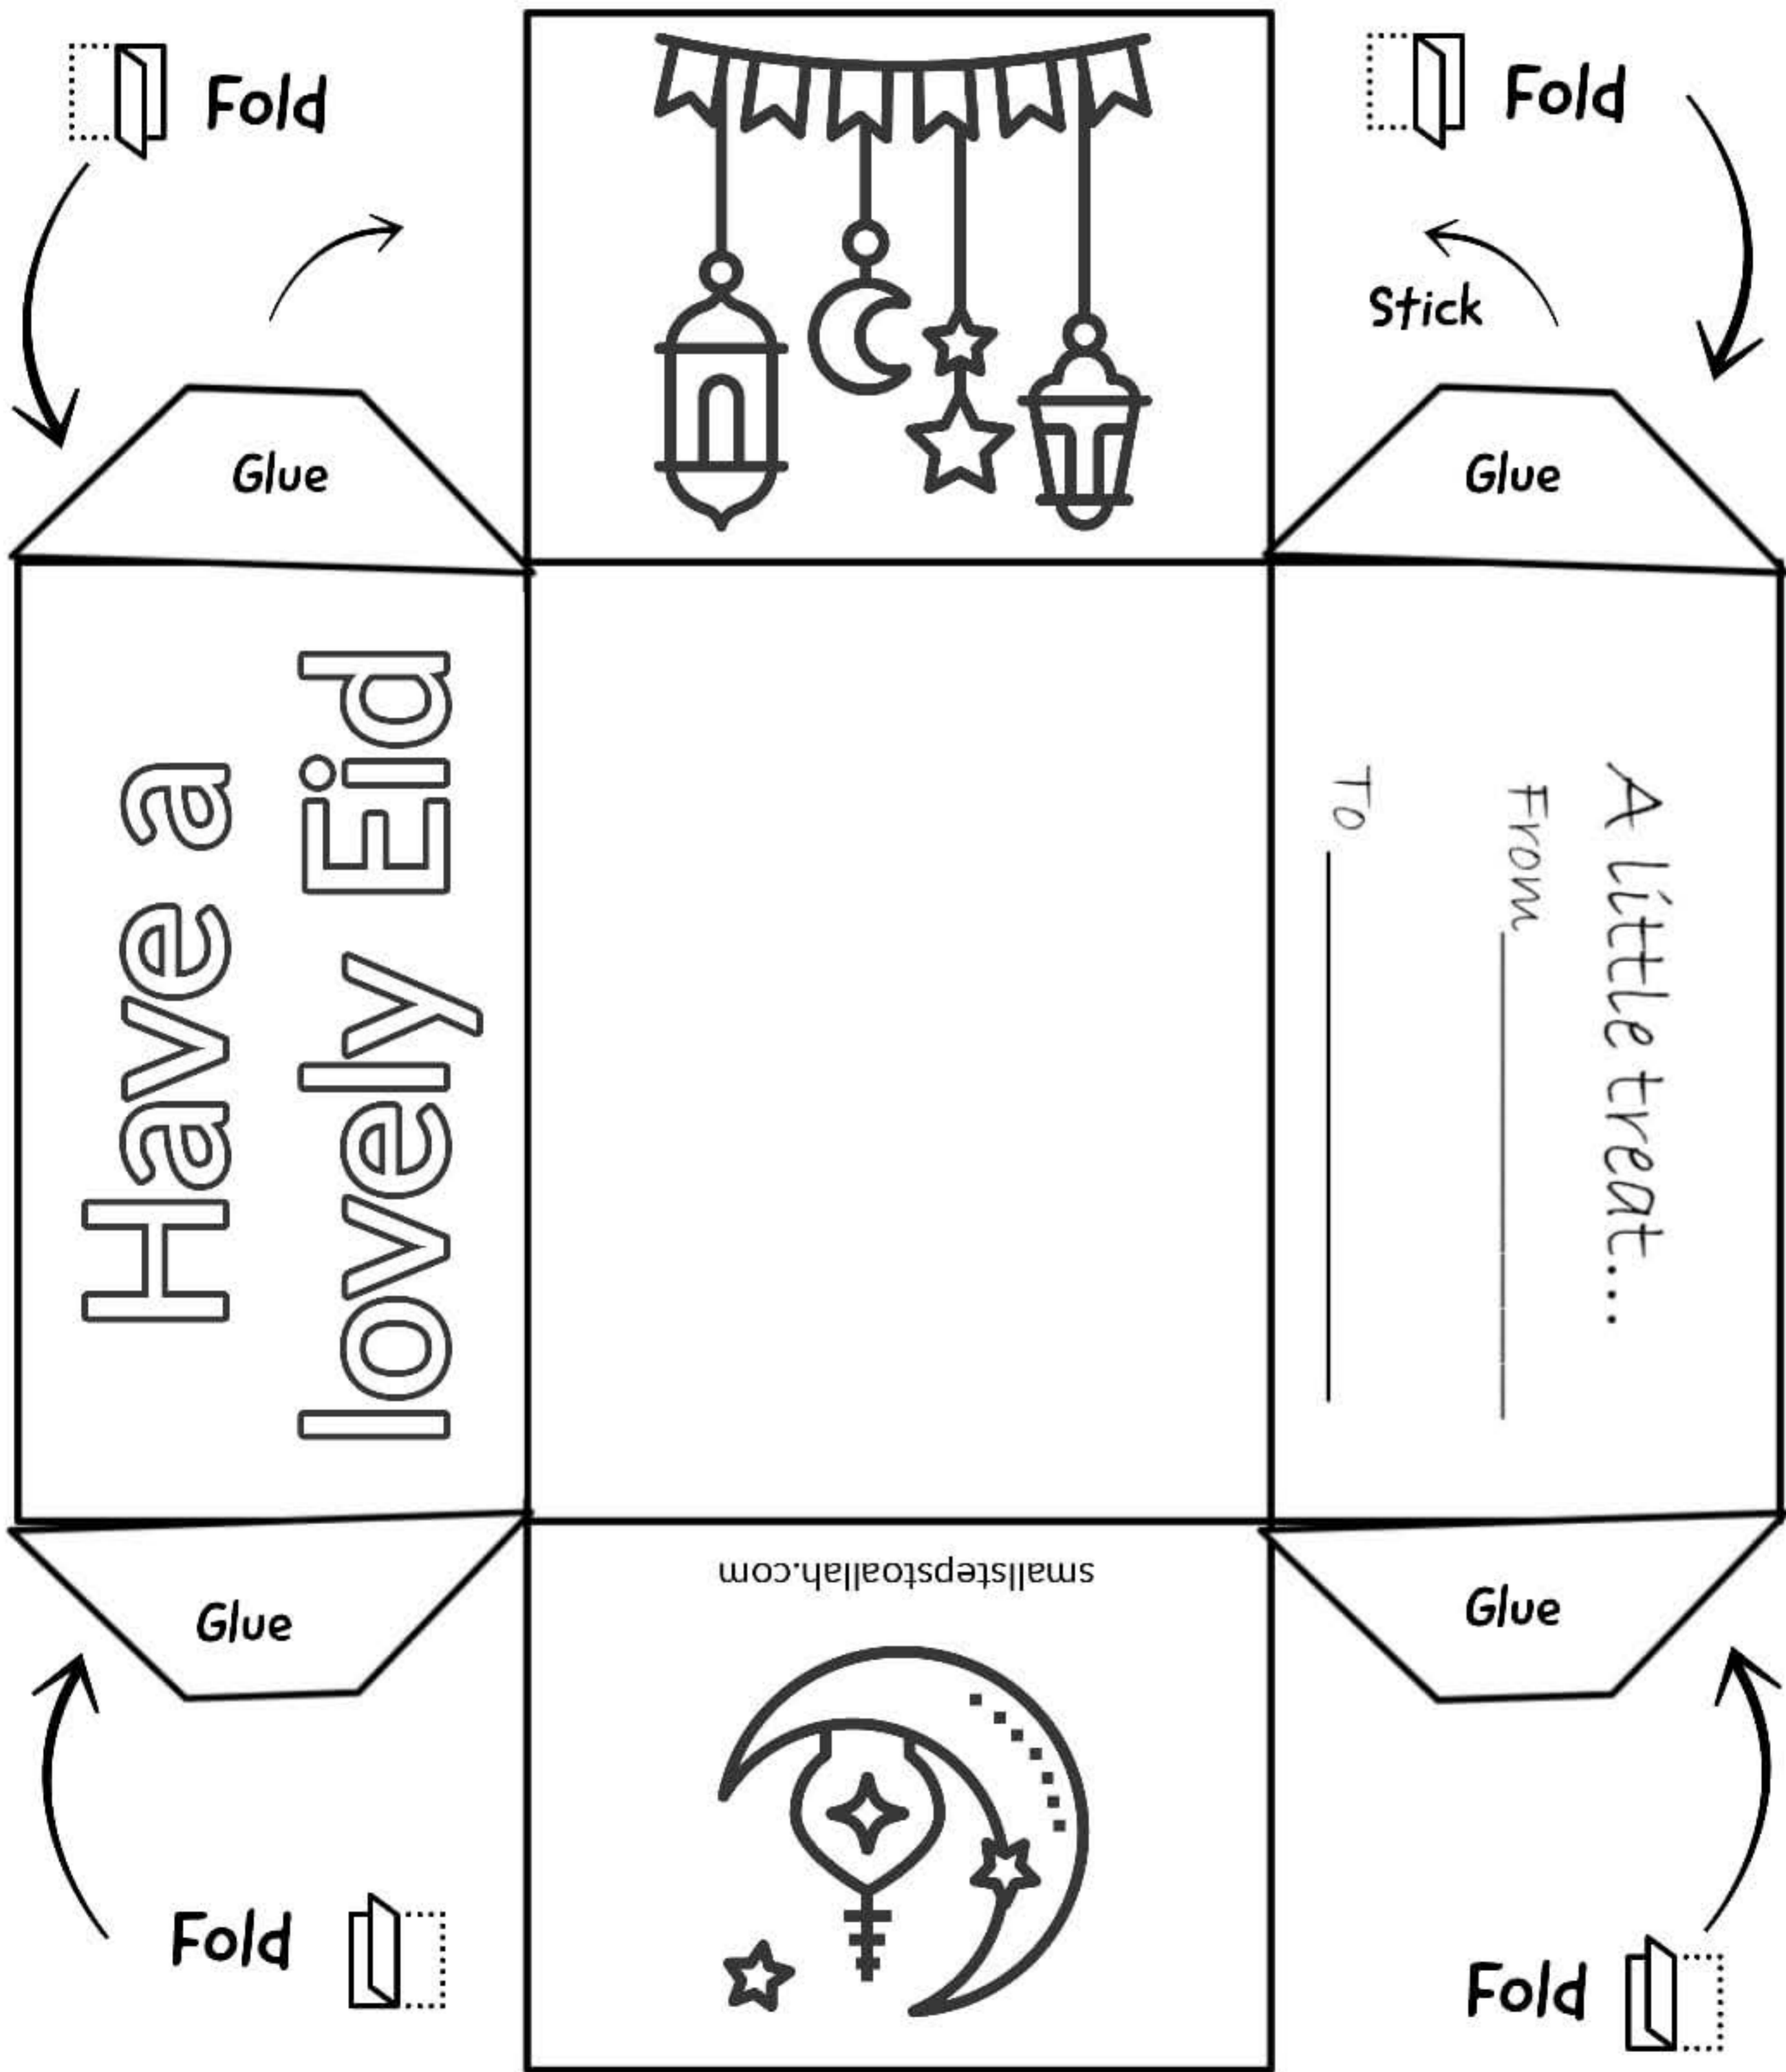 Fold
Fold
Stick
Glue
Glue
Have a
lovely Eid
A little treat...
From
To
smallstepstoallah.com
Glue
Glue
Fold
Fold